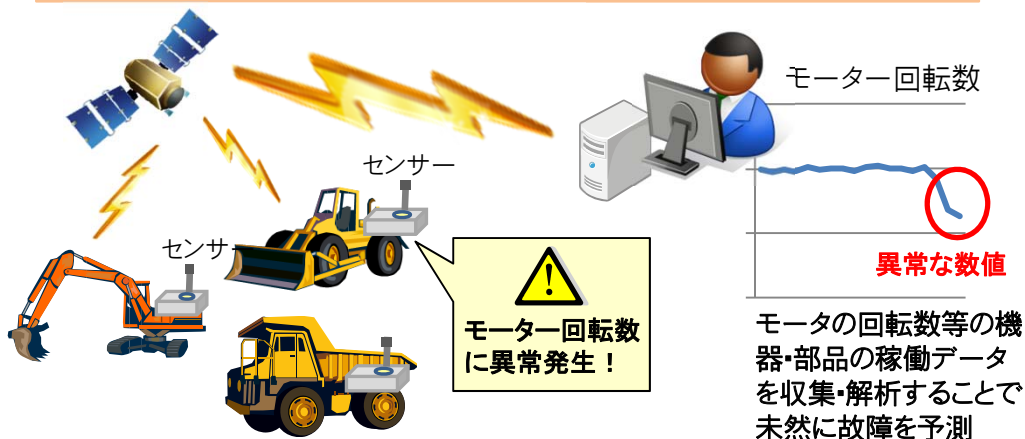 モーター回転数
センサー
センサー
モーター回転数
に異常発生！
異常な数値
モータの回転数等の機
器・部品の稼働データ
を収集・解析することで
未然に故障を予測